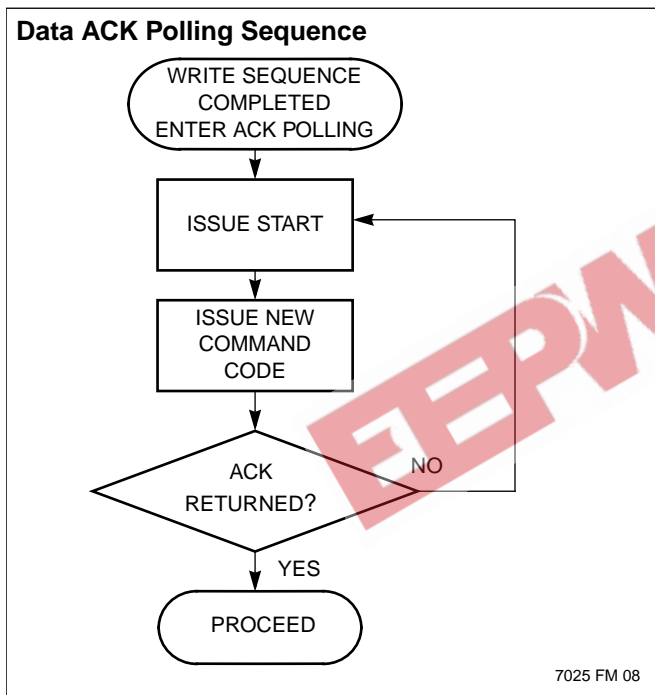 Data ACK Polling Sequence
WRITE SEQUENCE
COMPLETED
ENTER ACK POLLING
ISSUE START
ISSUE NEW
COMMAND
CODE
ACK
RETURNED?
NO
YES
PROCEED
7025 FM 08
EEPW